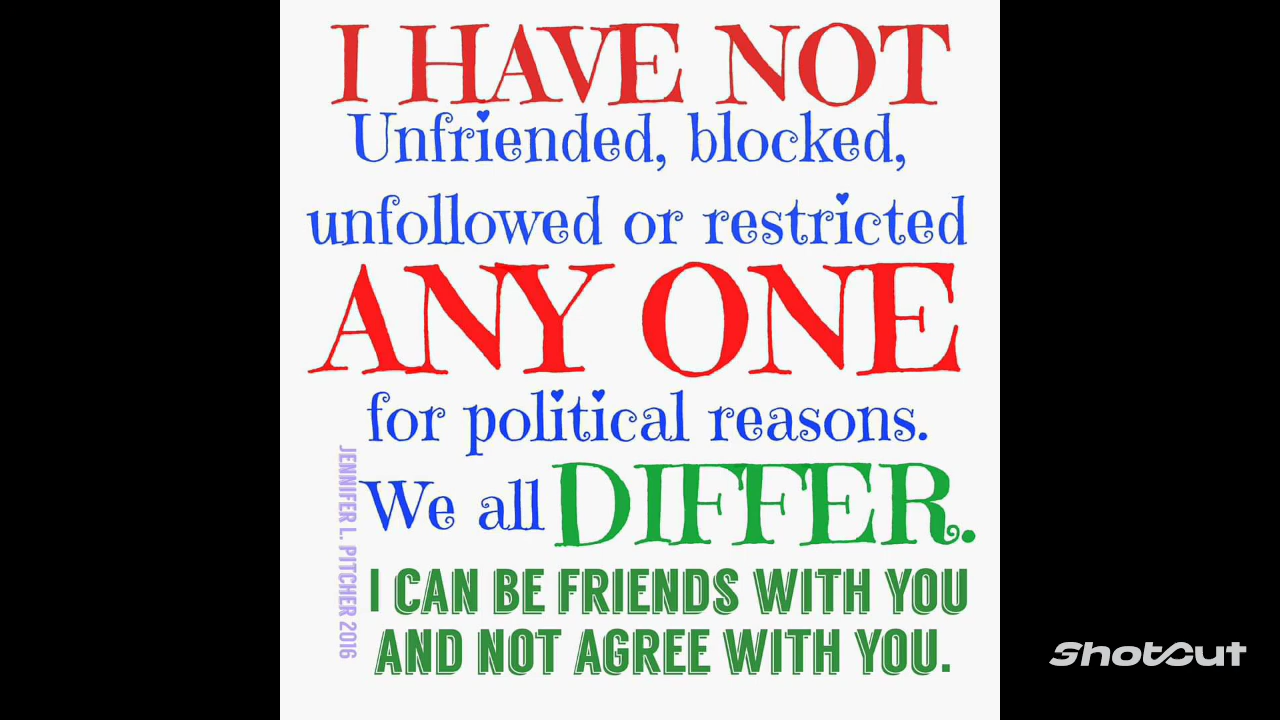 I HAVE NOT
Unfriended, blocked,
unfollowed or restricted
ANY ONE
for political reasons.
We all DIFFER.
I CAN BE FRIENDS WITH YOU
AND NOT AGREE WITH YOU.
JENNIFER L. PITCHER 2016
ShotCut